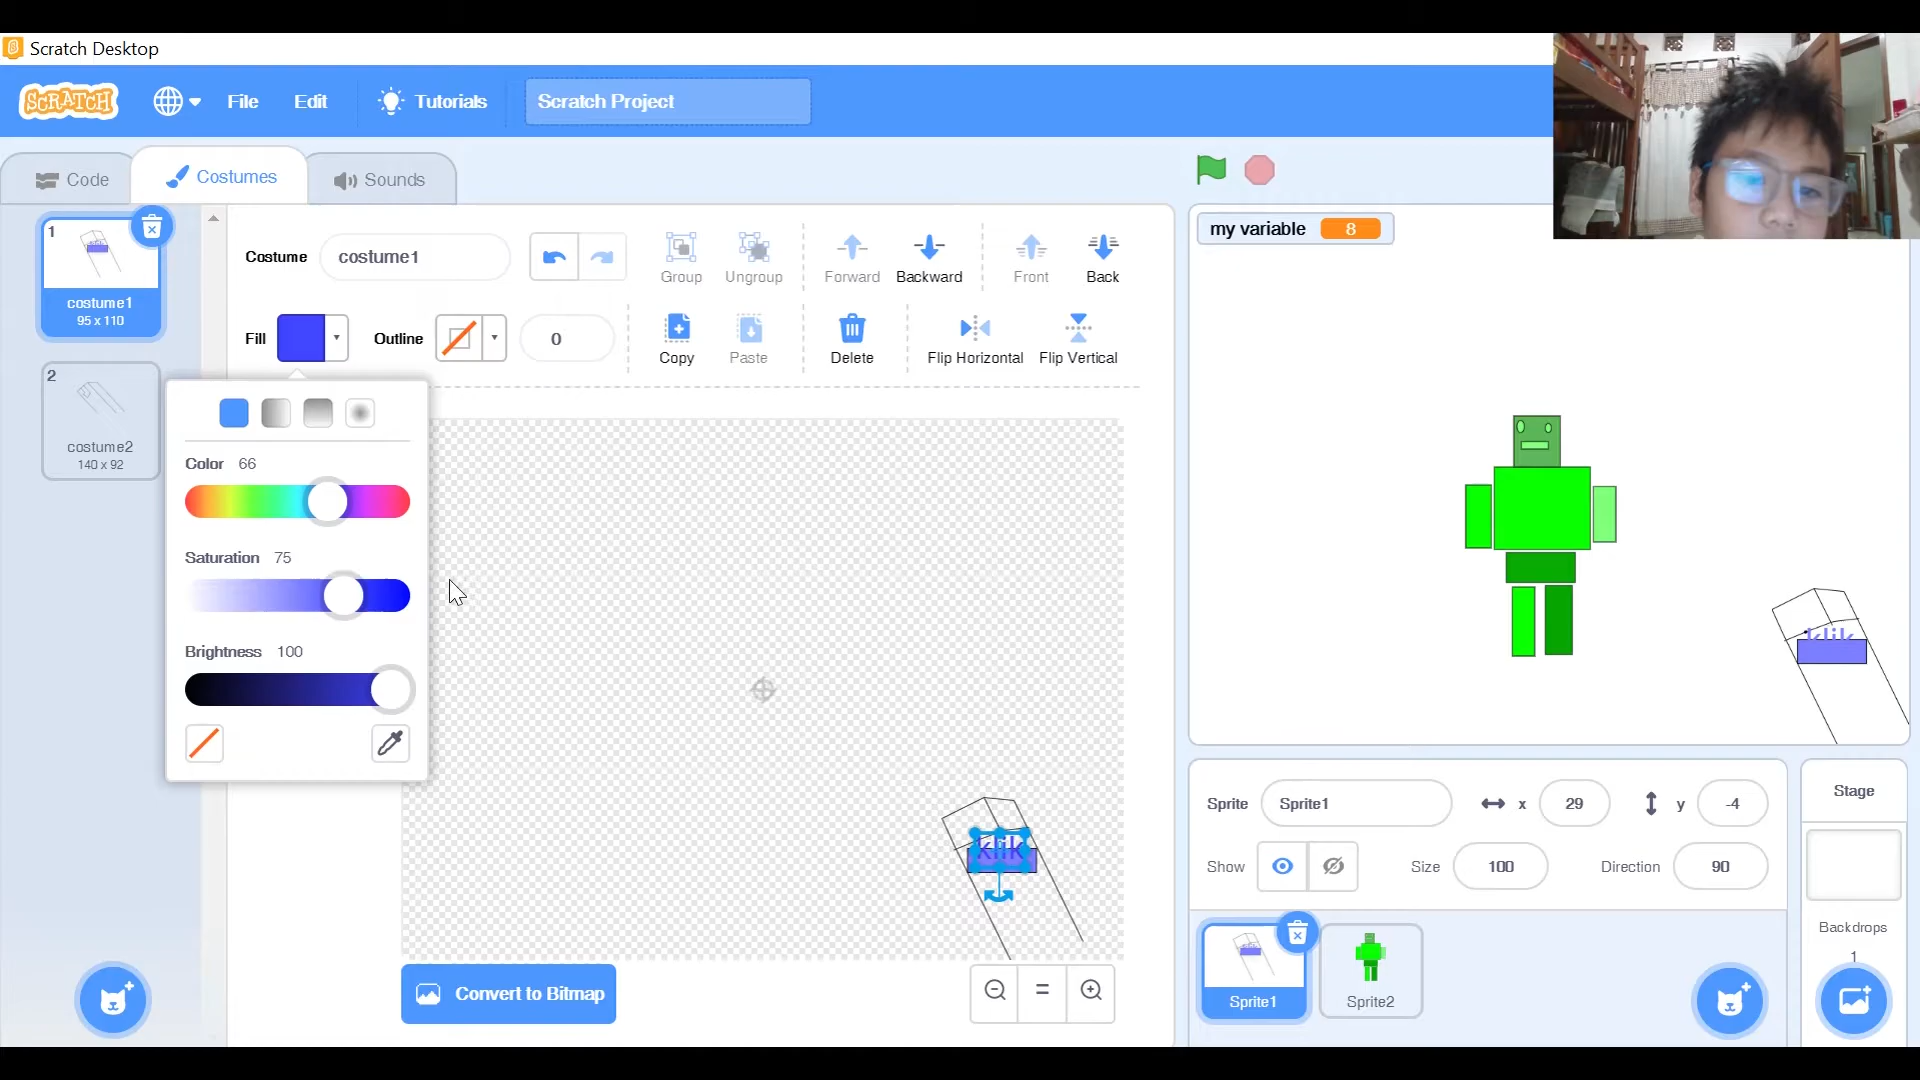 Scratch Desktop
SCRATCH
File
Edit
Tutorials
Scratch Project
Code
Costumes
Sounds
1
costume1
95 x 110
2
costume2
140 x 92
Costume
costume1
Group
Ungroup
Forward
Backward
Front
Back
Fill
Outline
0
Copy
Paste
Delete
Flip Horizontal
Flip Vertical
Color 66
Saturation 75
Brightness 100
klik
Convert to Bitmap
my variable 8
klik
Sprite
Sprite1
x
29
y
-4
Show
Size
100
Direction
90
Sprite1
Sprite2
Stage
Backdrops
1